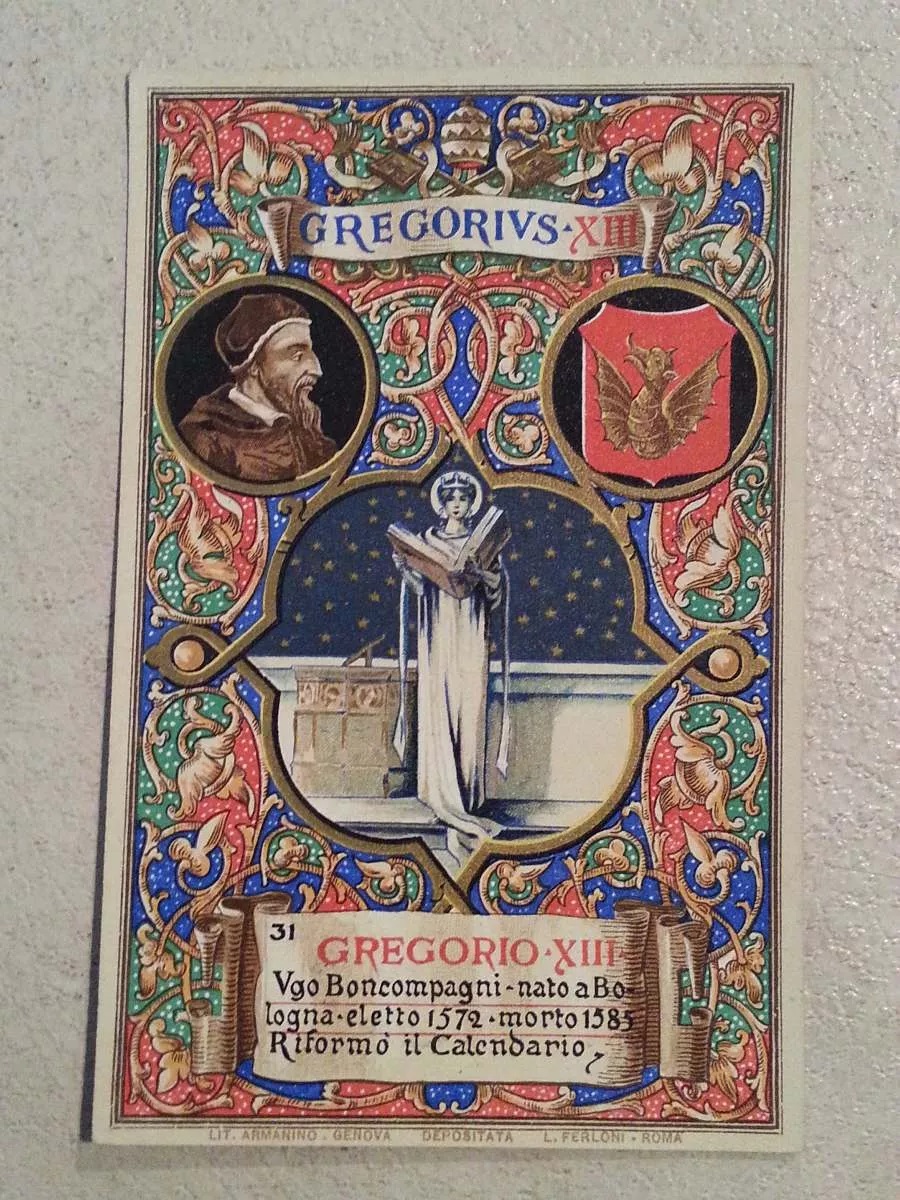 GREGORIVS·XIII
31
GREGORIO·XIII·
Vgo Boncompagni-nato a Bo-
logna·eletto 1572·morto 1585
Riformò il Calendario,
LIT. ARMANINO - GENOVA DEPOSITATA L. FERLONI - ROMA